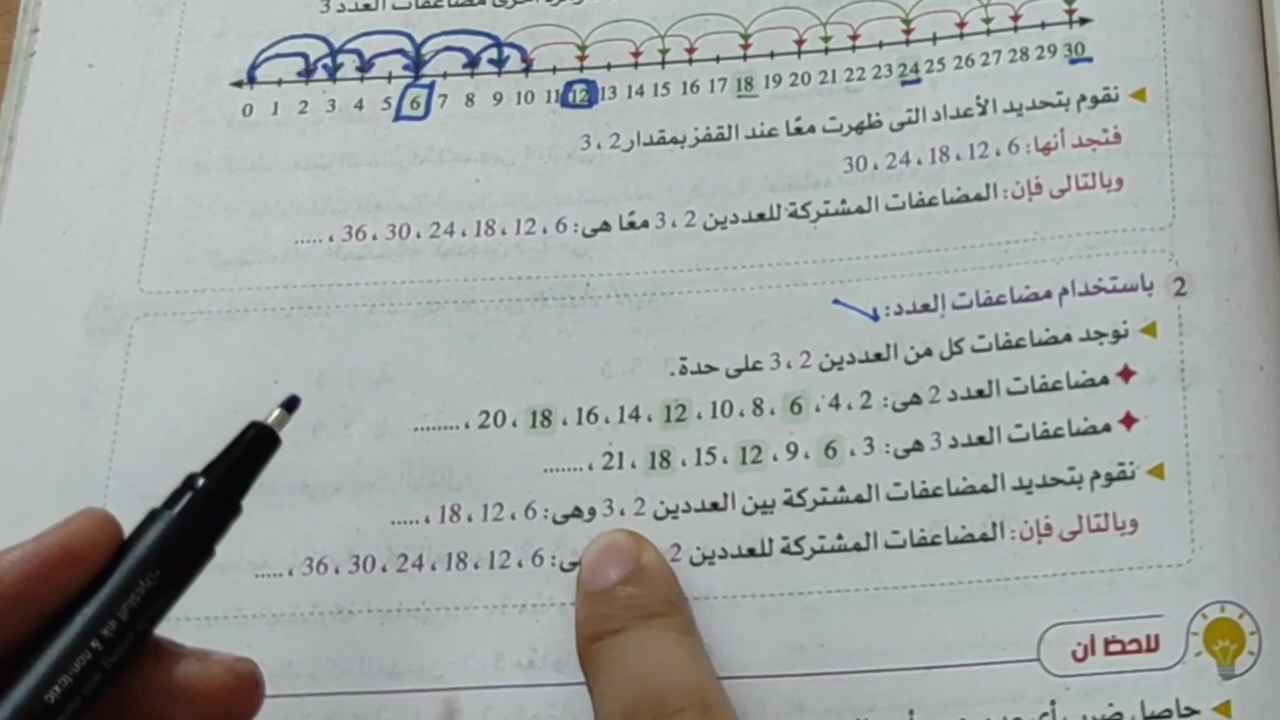 مضاعفات العدد 3
0 1 2 3 4 5 6 7 8 9 10 11 12 13 14 15 16 17 18 19 20 21 22 23 24 25 26 27 28 29 30
نقوم بتحديد الأعداد التى ظهرت معًا عند القفز بمقدار 2 ، 3
فتجد أنها: 6 ، 12 ، 18 ، 24 ، 30
وبالتالى فإن: المضاعفات المشتركة للعددين 2 ، 3 معًا هى: 6 ، 12 ، 18 ، 24 ، 30 ، 36 ، .....
2 باستخدام مضاعفات العدد:
نوجد مضاعفات كل من العددين 2 ، 3 على حدة.
مضاعفات العدد 2 هى: 2 ، 4 ، 6 ، 8 ، 10 ، 12 ، 14 ، 16 ، 18 ، 20 ، ........
مضاعفات العدد 3 هى: 3 ، 6 ، 9 ، 12 ، 15 ، 18 ، 21 ، .......
نقوم بتحديد المضاعفات المشتركة بين العددين 2 ، 3 وهى: 6 ، 12 ، 18 ، .....
وبالتالى فإن: المضاعفات المشتركة للعددين 2 6 ، 12 ، 18 ، 24 ، 30 ، 36 ، .....
لاحظ أن
حاصل ضرب أى